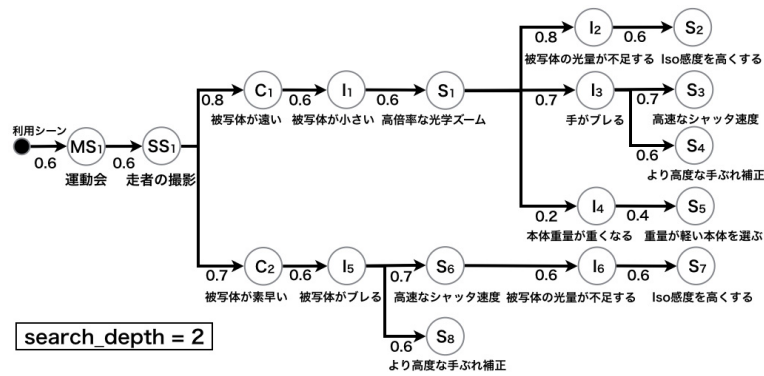 0.8 I2 0.6 S2
被写体の光量が不足する Iso感度を高くする
0.8 C1 0.6 I1 0.6 S1 0.7 I3 0.7 S3
被写体が遠い 被写体が小さい 高倍率な光学ズーム 手がブレる 高速なシャッタ速度
利用シーン
0.6 MS1 0.6 SS1 0.6 S4
運動会 走者の撮影 より高度な手ぶれ補正
0.2 I4 0.4 S5
本体重量が重くなる 重量が軽い本体を選ぶ
0.7 C2 0.6 I5 0.7 S6 0.6 I6 0.6 S7
被写体が素早い 被写体がブレる 高速なシャッタ速度 被写体の光量が不足する Iso感度を高くする
search_depth = 2 0.6 S8
より高度な手ぶれ補正